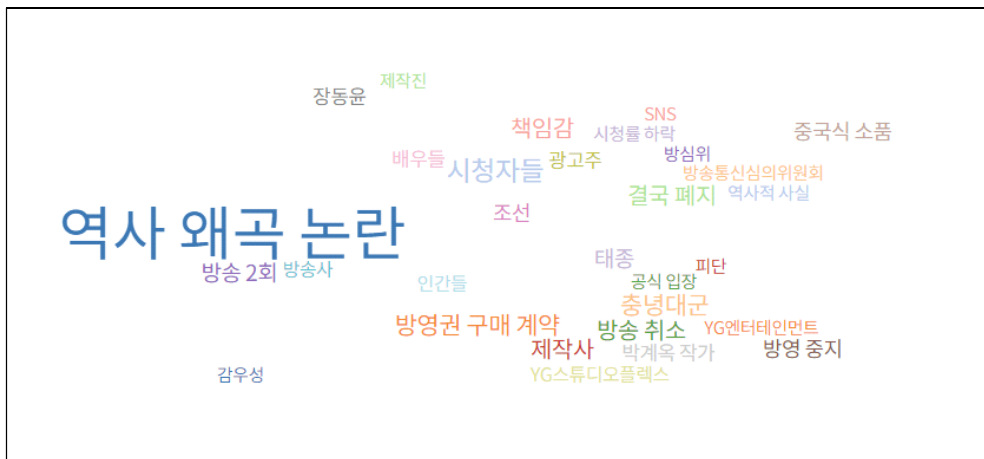 제작진
장동윤
SNS
책임감
시청률 하락
중국식 소품
배우들
광고주
방심위
시청자들
방송통신심의위원회
결국 폐지
역사적 사실
조선
역사 왜곡 논란
태종
피단
방송 2회
방송사
인간들
공식 입장
충녕대군
방영권 구매 계약
방송 취소
YG엔터테인먼트
제작사
박계옥 작가
방영 중지
감우성
YG스튜디오플렉스